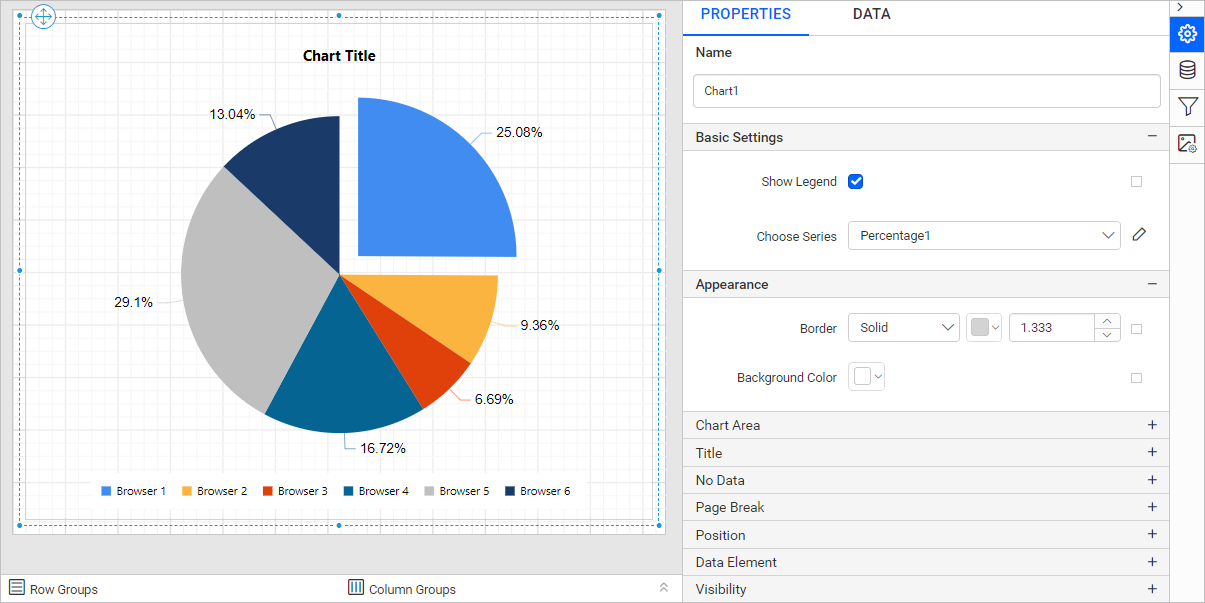 Chart Title
13.04%
25.08%
29.1%
9.36%
6.69%
16.72%
Browser 1 Browser 2 Browser 3 Browser 4 Browser 5 Browser 6
Row Groups Column Groups
PROPERTIES DATA
Name
Chart1
Basic Settings
Show Legend
Choose Series Percentage1
Appearance
Border Solid 1.333
Background Color
Chart Area
Title
No Data
Page Break
Position
Data Element
Visibility